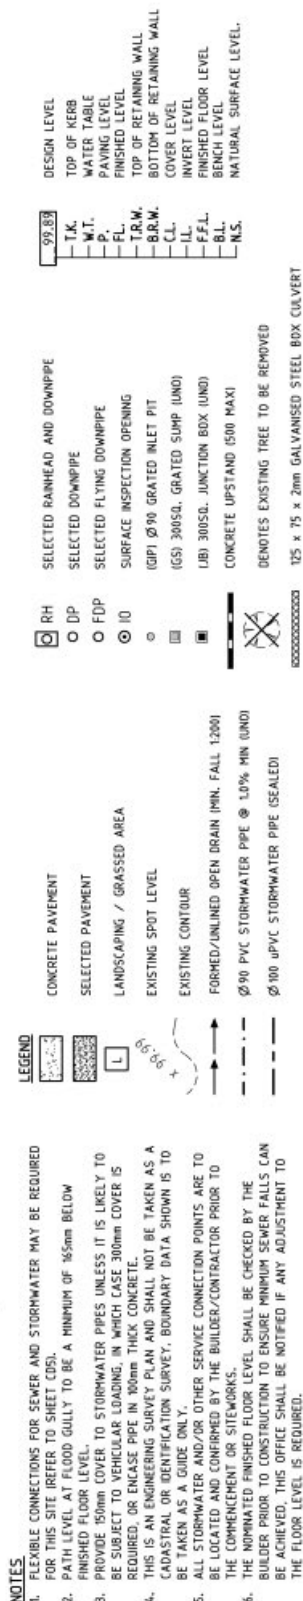 NOTES
1. FLEXIBLE CONNECTIONS FOR SEWER AND STORMWATER MAY BE REQUIRED
FOR THIS SITE (REFER TO SHEET CDS).
2. PATH LEVEL AT FLOOD GULLY TO BE A MINIMUM OF 165mm BELOW
FINISHED FLOOR LEVEL.
3. PROVIDE 150mm COVER TO STORMWATER PIPES UNLESS IT IS LIKELY TO
BE SUBJECT TO VEHICULAR LOADING, IN WHICH CASE 300mm COVER IS
REQUIRED, OR ENCASE PIPE IN 100mm THICK CONCRETE.
4. THIS IS AN ENGINEERING SURVEY PLAN AND SHALL NOT BE TAKEN AS A
CADASTRAL OR IDENTIFICATION SURVEY. BOUNDARY DATA SHOWN IS TO
BE TAKEN AS A GUIDE ONLY.
5. ALL STORMWATER AND/OR OTHER SERVICE CONNECTION POINTS ARE TO
BE LOCATED AND CONFIRMED BY THE BUILDER/CONTRACTOR PRIOR TO
THE COMMENCEMENT OR SITEWORKS.
6. THE NOMINATED FINISHED FLOOR LEVEL SHALL BE CHECKED BY THE
BUILDER PRIOR TO CONSTRUCTION TO ENSURE MINIMUM SEWER FALLS CAN
BE ACHIEVED, THIS OFFICE SHALL BE NOTIFIED IF ANY ADJUSTMENT TO
THE FLOOR LEVEL IS REQUIRED.
LEGEND
CONCRETE PAVEMENT
SELECTED PAVEMENT
L LANDSCAPING / GRASSED AREA
x 99.99 EXISTING SPOT LEVEL
EXISTING CONTOUR
FORMED/UNLINED OPEN DRAIN (MIN. FALL 1:200)
Ø90 PVC STORMWATER PIPE @ 1.0% MIN (UNO)
Ø100 uPVC STORMWATER PIPE (SEALED)
RH SELECTED RAINHEAD AND DOWNPIPE
DP SELECTED DOWNPIPE
FDP SELECTED FLYING DOWNPIPE
IO SURFACE INSPECTION OPENING
(GIP) Ø90 GRATED INLET PIT
(GS) 300SQ. GRATED SUMP (UNO)
(JB) 300SQ. JUNCTION BOX (UNO)
CONCRETE UPSTAND (500 MAX)
DENOTES EXISTING TREE TO BE REMOVED
125 x 75 x 2mm GALVANISED STEEL BOX CULVERT
99.89 DESIGN LEVEL
T.K. TOP OF KERB
W.T. WATER TABLE
P. PAVING LEVEL
FL. FINISHED LEVEL
T.R.W. TOP OF RETAINING WALL
B.R.W. BOTTOM OF RETAINING WALL
C.L. COVER LEVEL
I.L. INVERT LEVEL
F.F.L. FINISHED FLOOR LEVEL
B.L. BENCH LEVEL
N.S. NATURAL SURFACE LEVEL.